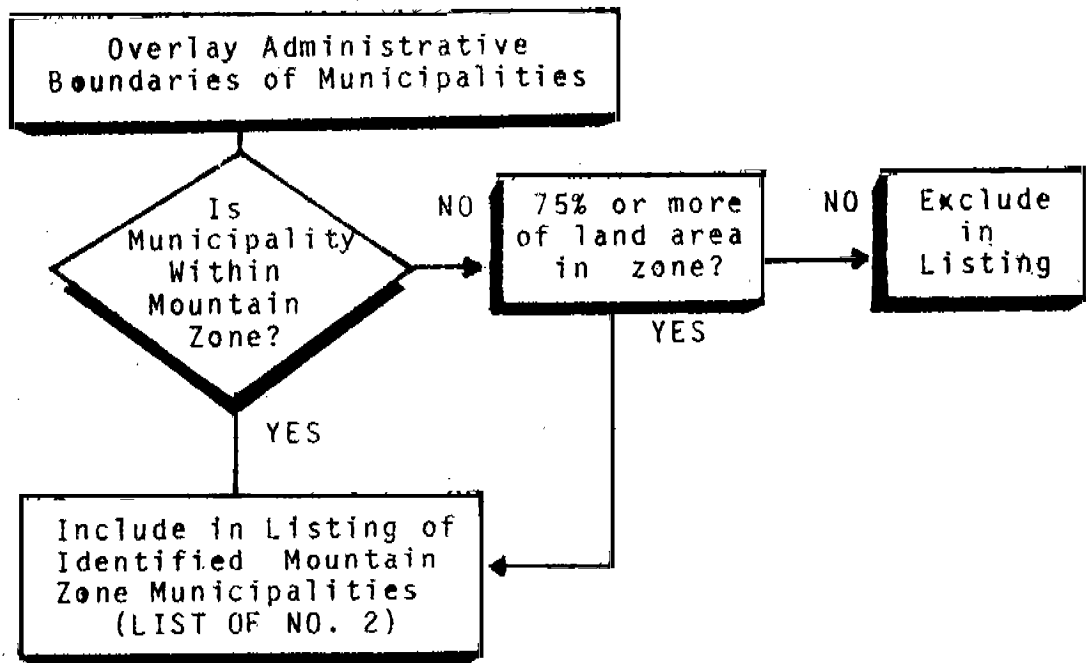 Overlay Administrative
Boundaries of Municipalities
Is
Municipality
Within
Mountain
Zone?
NO
75% or more
of land area
in zone?
NO
Exclude
in
Listing
YES
YES
Include in Listing of
Identified Mountain
Zone Municipalities
(LIST OF NO. 2)